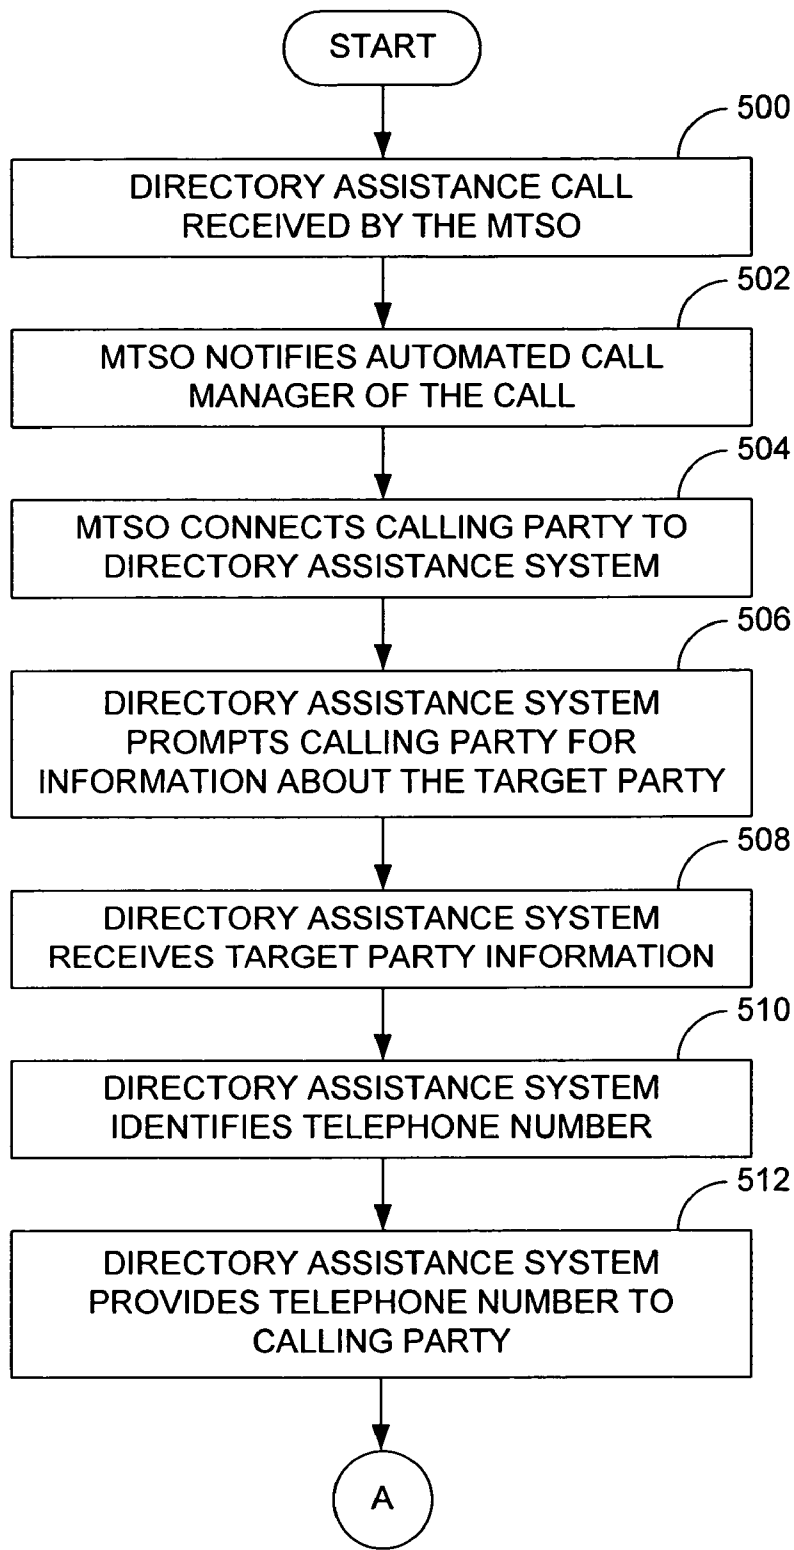 START
500
DIRECTORY ASSISTANCE CALL
RECEIVED BY THE MTSO
502
MTSO NOTIFIES AUTOMATED CALL
MANAGER OF THE CALL
504
MTSO CONNECTS CALLING PARTY TO
DIRECTORY ASSISTANCE SYSTEM
506
DIRECTORY ASSISTANCE SYSTEM
PROMPTS CALLING PARTY FOR
INFORMATION ABOUT THE TARGET PARTY
508
DIRECTORY ASSISTANCE SYSTEM
RECEIVES TARGET PARTY INFORMATION
510
DIRECTORY ASSISTANCE SYSTEM
IDENTIFIES TELEPHONE NUMBER
512
DIRECTORY ASSISTANCE SYSTEM
PROVIDES TELEPHONE NUMBER TO
CALLING PARTY
A